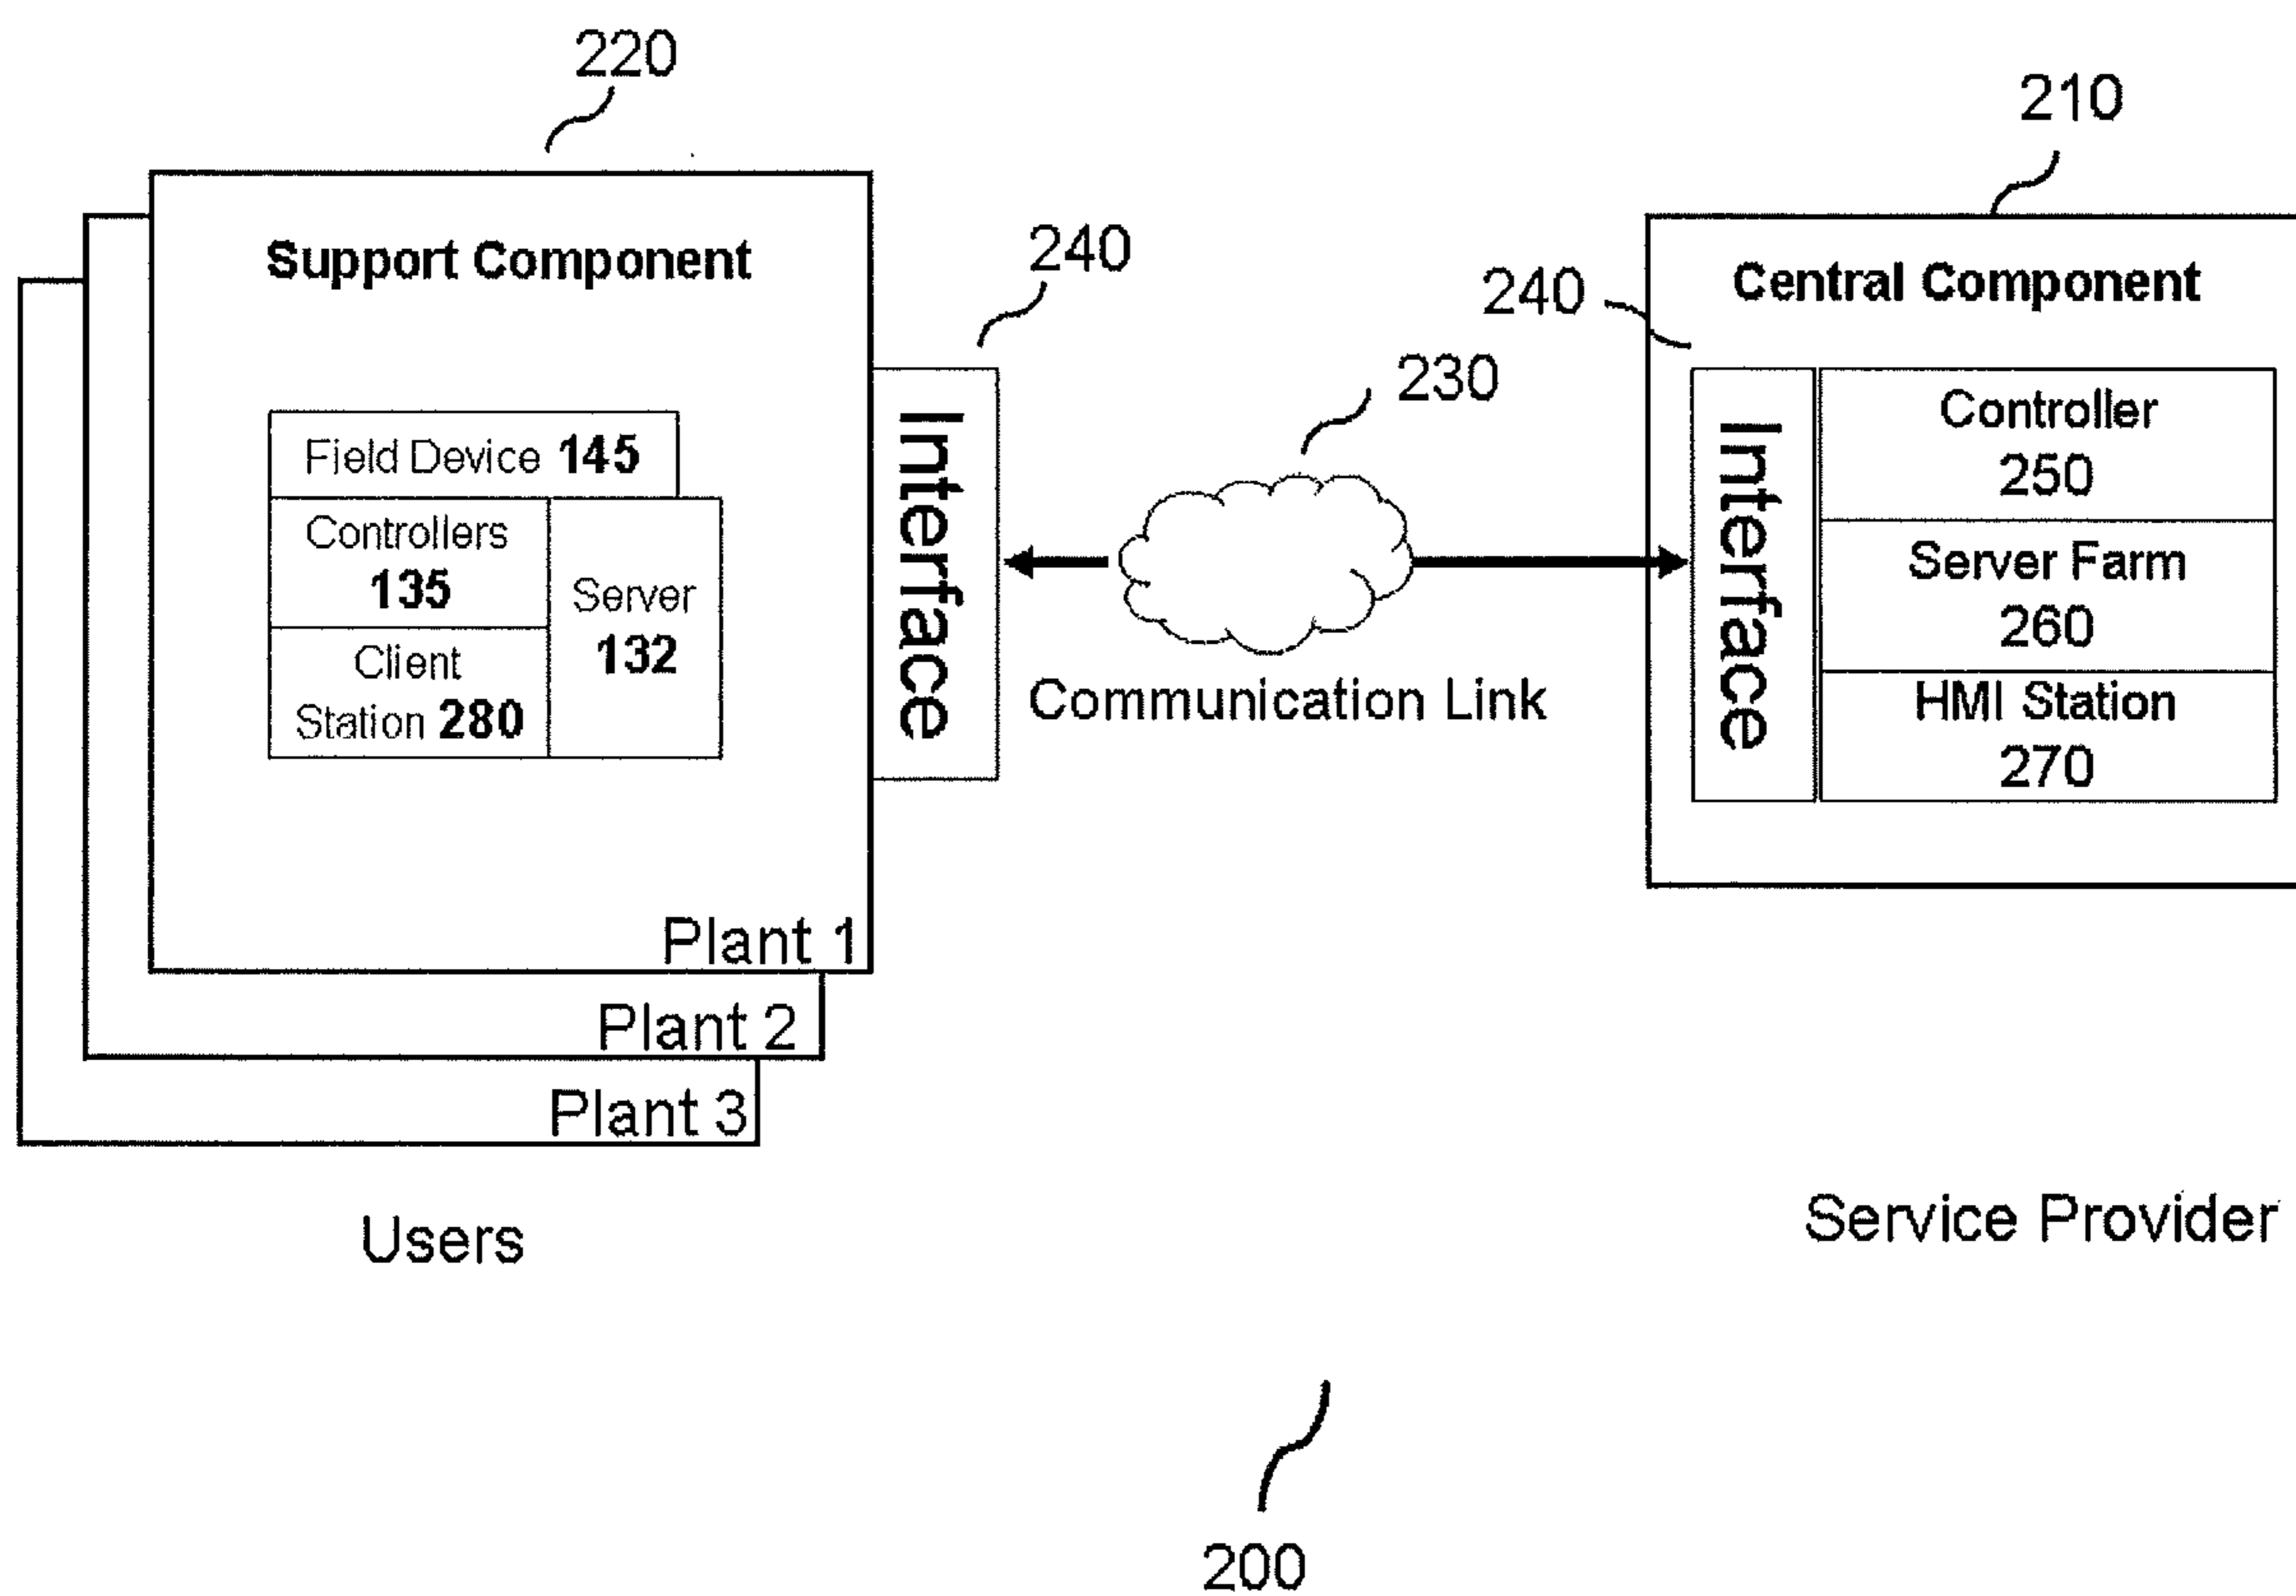 220
210
Support Component
240
240
Central Component
230
Field Device 145
Controllers
135
Client
Station 280
Server
132
Interface
Communication Link
Interface
Controller
250
Server Farm
260
HMI Station
270
Plant 1
Plant 2
Plant 3
Users
Service Provider
200